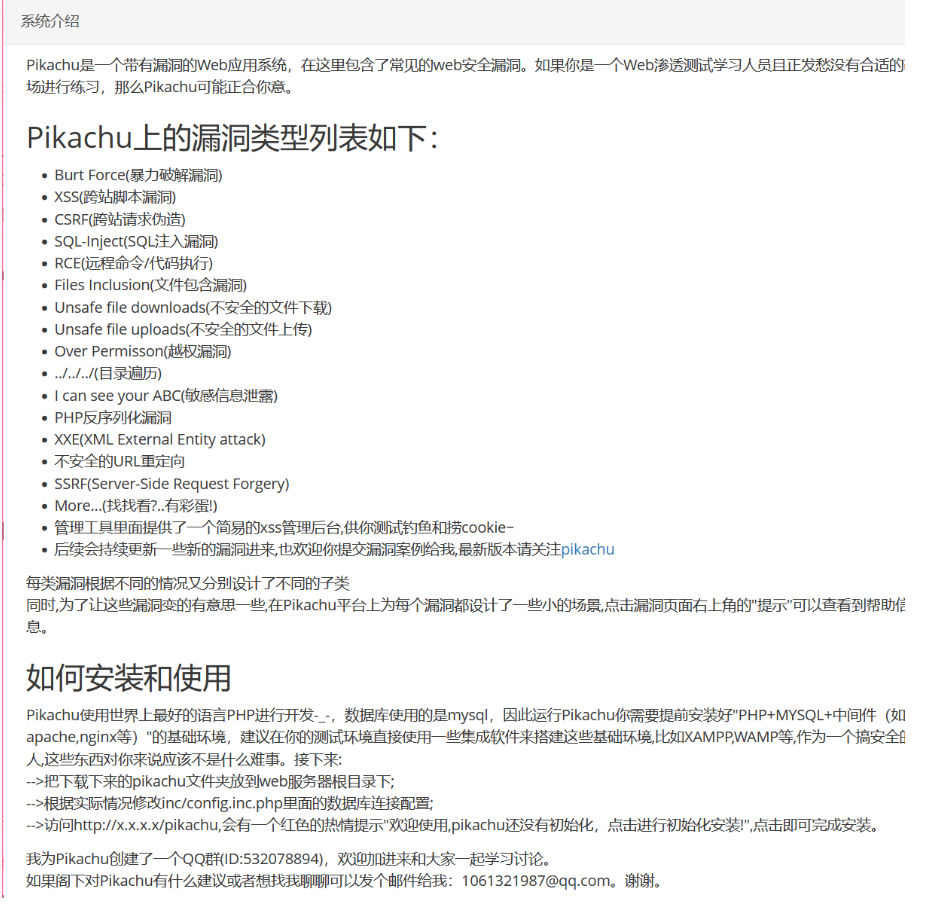 系统介绍
Pikachu是一个带有漏洞的Web应用系统，在这里包含了常见的web安全漏洞。如果你是一个Web渗透测试学习人员且正发愁没有合适的
场进行练习，那么Pikachu可能正合你意。
Pikachu上的漏洞类型列表如下：
• Burt Force(暴力破解漏洞)
• XSS(跨站脚本漏洞)
• CSRF(跨站请求伪造)
• SQL-Inject(SQL注入漏洞)
• RCE(远程命令/代码执行)
• Files Inclusion(文件包含漏洞)
• Unsafe file downloads(不安全的文件下载)
• Unsafe file uploads(不安全的文件上传)
• Over Permisson(越权漏洞)
• ../../../(目录遍历)
• I can see your ABC(敏感信息泄露)
• PHP反序列化漏洞
• XXE(XML External Entity attack)
• 不安全的URL重定向
• SSRF(Server-Side Request Forgery)
• More...(找找看?..有彩蛋!)
• 管理工具里面提供了一个简易的xss管理后台,供你测试钓鱼和捞cookie~
• 后续会持续更新一些新的漏洞进来,也欢迎你提交漏洞案例给我,最新版本请关注pikachu
每类漏洞根据不同的情况又分别设计了不同的子类
同时,为了让这些漏洞变的有意思一些,在Pikachu平台上为每个漏洞都设计了一些小的场景,点击漏洞页面右上角的"提示"可以查看到帮助信
息。
如何安装和使用
Pikachu使用世界上最好的语言PHP进行开发-_-，数据库使用的是mysql，因此运行Pikachu你需要提前安装好"PHP+MYSQL+中间件（如
apache,nginx等）"的基础环境，建议在你的测试环境直接使用一些集成软件来搭建这些基础环境,比如XAMPP,WAMP等,作为一个搞安全的
人,这些东西对你来说应该不是什么难事。接下来:
-->把下载下来的pikachu文件夹放到web服务器根目录下;
-->根据实际情况修改inc/config.inc.php里面的数据库连接配置;
-->访问http://x.x.x.x/pikachu,会有一个红色的热情提示"欢迎使用,pikachu还没有初始化，点击进行初始化安装!",点击即可完成安装。
我为Pikachu创建了一个QQ群(ID:532078894)，欢迎加进来和大家一起学习讨论。
如果阁下对Pikachu有什么建议或者想找我聊聊可以发个邮件给我：1061321987@qq.com。谢谢。